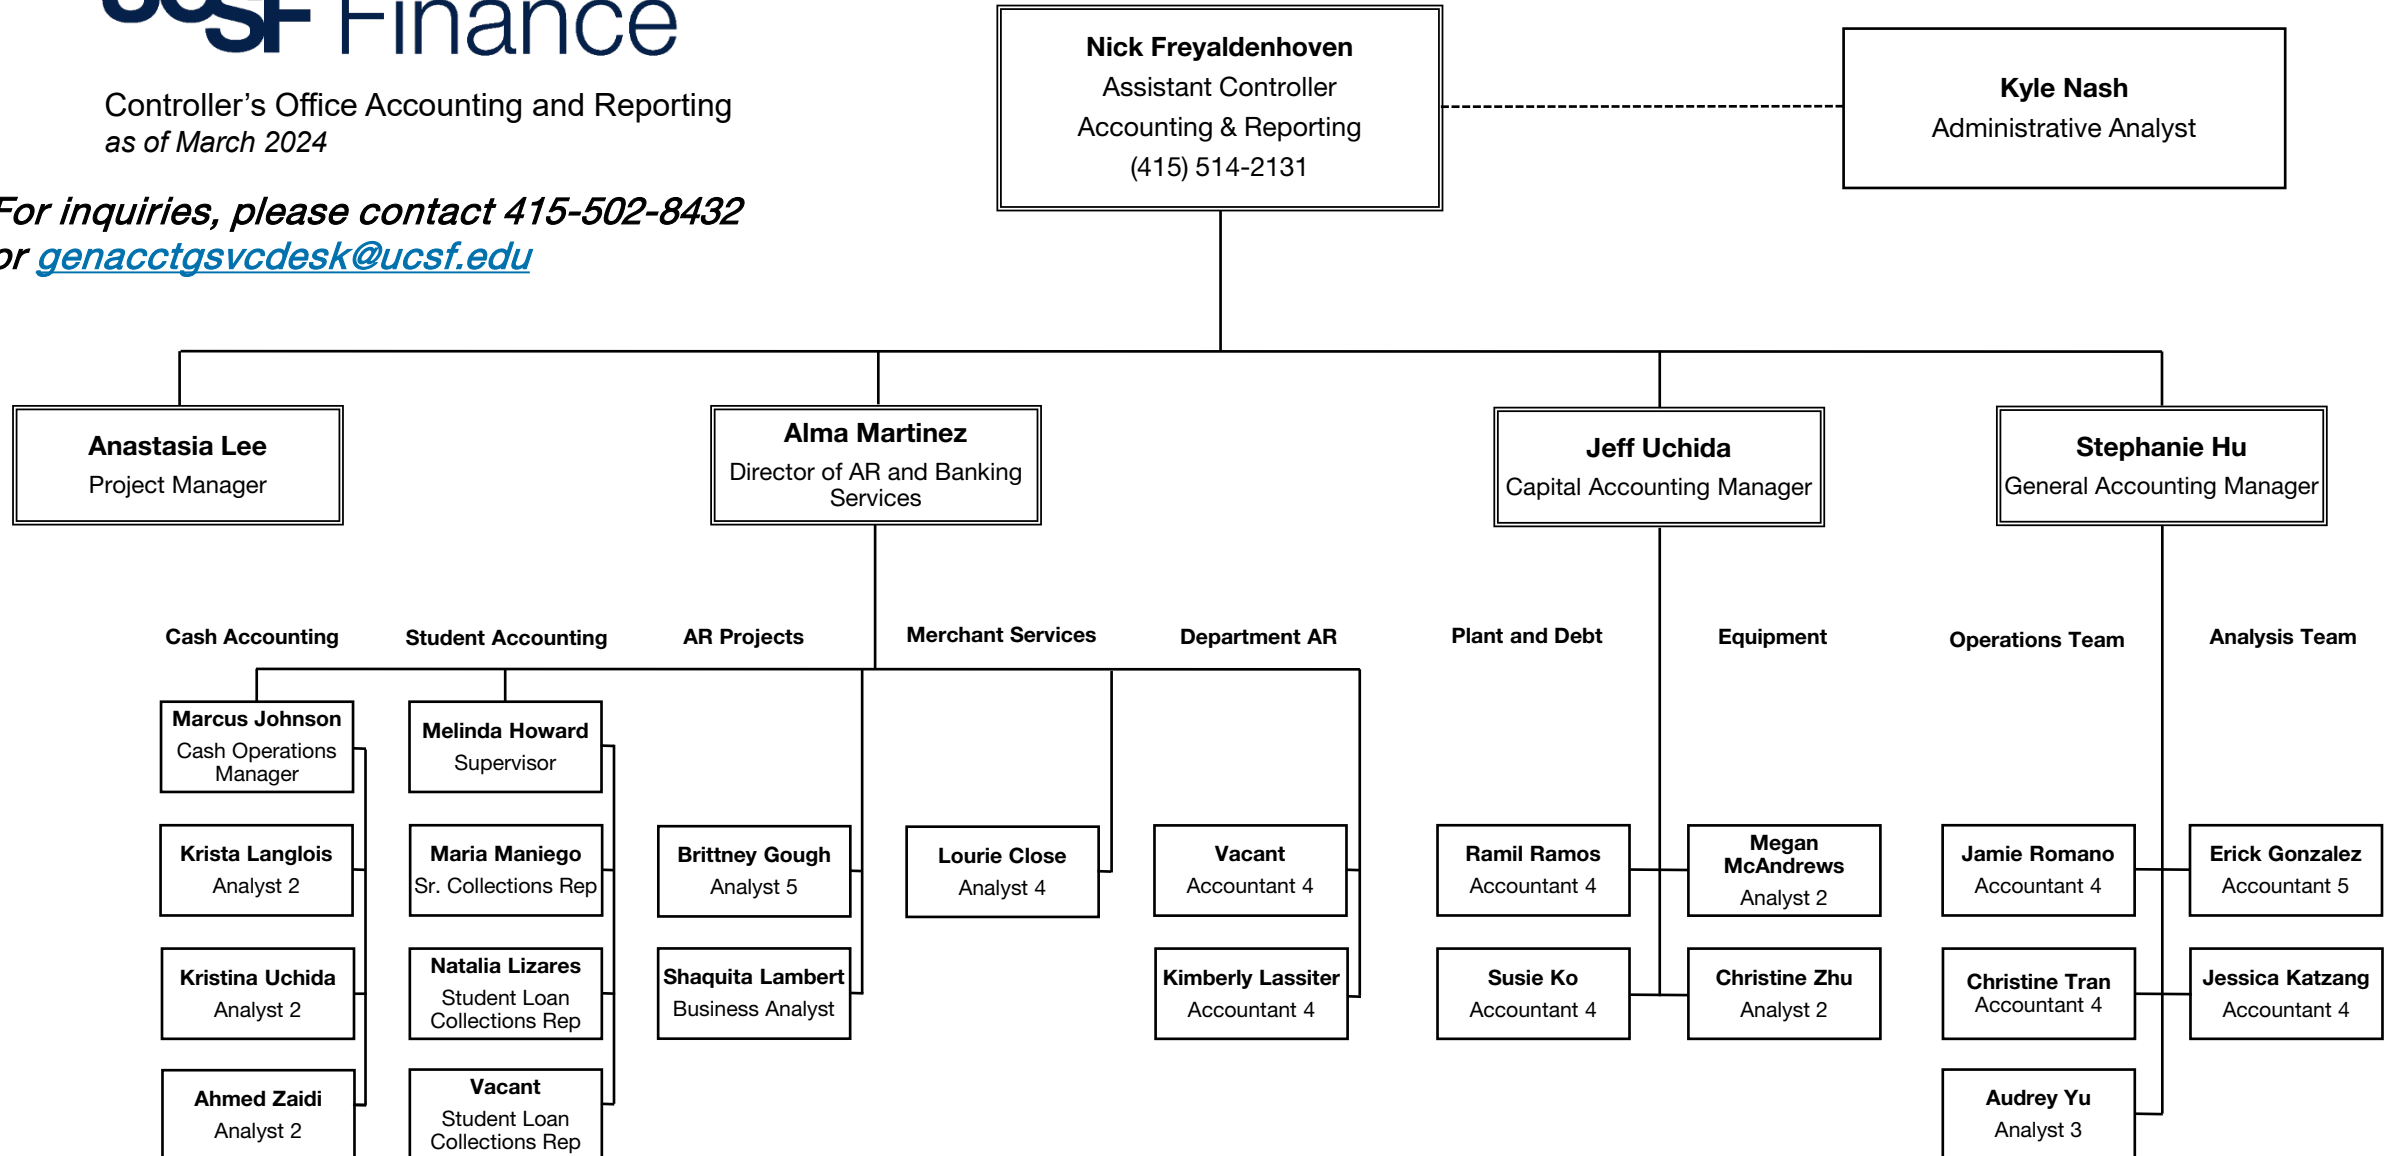 UCSF Finance
Controller’s Office Accounting and Reporting
as of March 2024
For inquiries, please contact 415-502-8432
or genacctgsvcdesk@ucsf.edu
Nick Freyaldenhoven
Assistant Controller
Accounting & Reporting
(415) 514-2131
Kyle Nash
Administrative Analyst
Anastasia Lee
Project Manager
Alma Martinez
Director of AR and Banking
Services
Jeff Uchida
Capital Accounting Manager
Stephanie Hu
General Accounting Manager
Cash Accounting
Student Accounting
AR Projects
Merchant Services
Department AR
Plant and Debt
Equipment
Operations Team
Analysis Team
Marcus Johnson
Cash Operations
Manager
Melinda Howard
Supervisor
Krista Langlois
Analyst 2
Maria Maniego
Sr. Collections Rep
Brittney Gough
Analyst 5
Lourie Close
Analyst 4
Vacant
Accountant 4
Ramil Ramos
Accountant 4
Megan
McAndrews
Analyst 2
Jamie Romano
Accountant 4
Erick Gonzalez
Accountant 5
Kristina Uchida
Analyst 2
Natalia Lizares
Student Loan
Collections Rep
Shaquita Lambert
Business Analyst
Kimberly Lassiter
Accountant 4
Susie Ko
Accountant 4
Christine Zhu
Analyst 2
Christine Tran
Accountant 4
Jessica Katzang
Accountant 4
Ahmed Zaidi
Analyst 2
Vacant
Student Loan
Collections Rep
Audrey Yu
Analyst 3